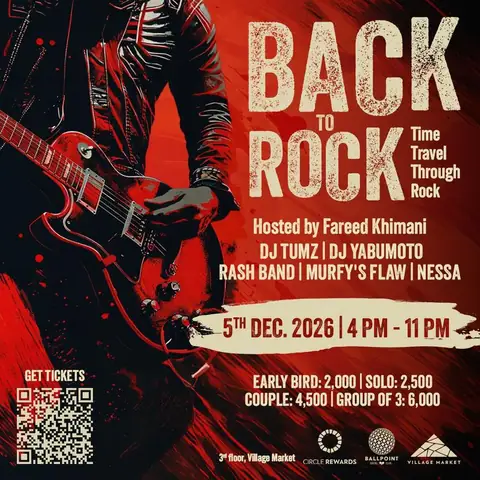 BACK
TO
ROCK
Time
Travel
Through
Rock
Hosted by Fareed Khimani
DJ TUMZ | DJ YABUMOTO
RASH BAND | MURFY'S FLAW | NESSA
5TH DEC. 2026 | 4 PM - 11 PM
EARLY BIRD: 2,000 | SOLO: 2,500
COUPLE: 4,500 | GROUP OF 3: 6,000
GET TICKETS
3rd floor, Village Market
CIRCLE REWARDS
BALLPOINT
VILLAGE MARKET